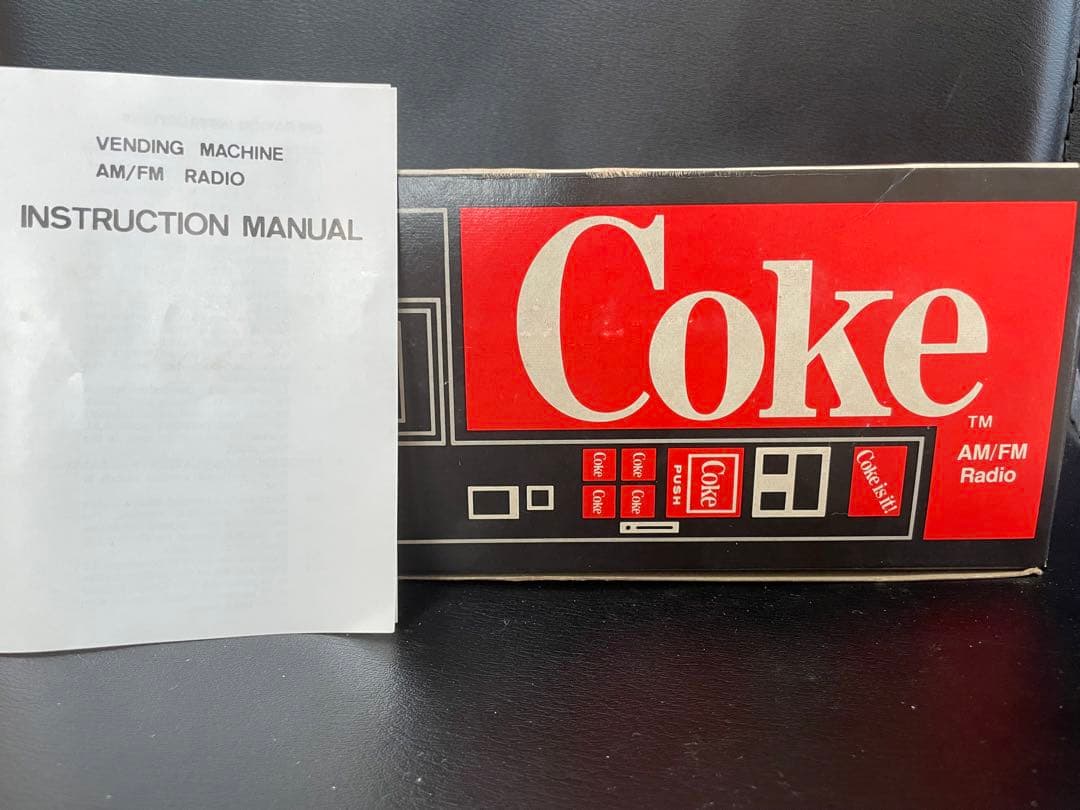 VENDING MACHINE
AM/FM RADIO
INSTRUCTION MANUAL
Coke
TM
AM/FM
Radio
Coke
Coke
Coke
Coke
PUSH
Coke
Coke is it!